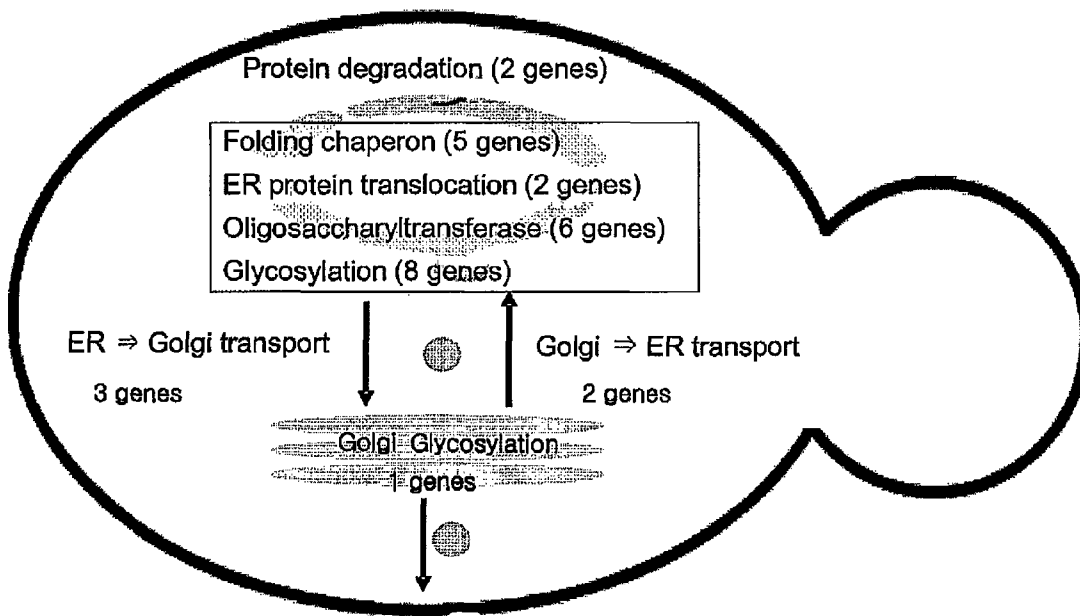 Protein degradation (2 genes)
Folding chaperon (5 genes)
ER protein translocation (2 genes)
Oligosaccharyltransferase (6 genes)
Glycosylation (8 genes)
ER ⇒ Golgi transport
3 genes
Golgi ⇒ ER transport
2 genes
Golgi Glycosylation
1 genes